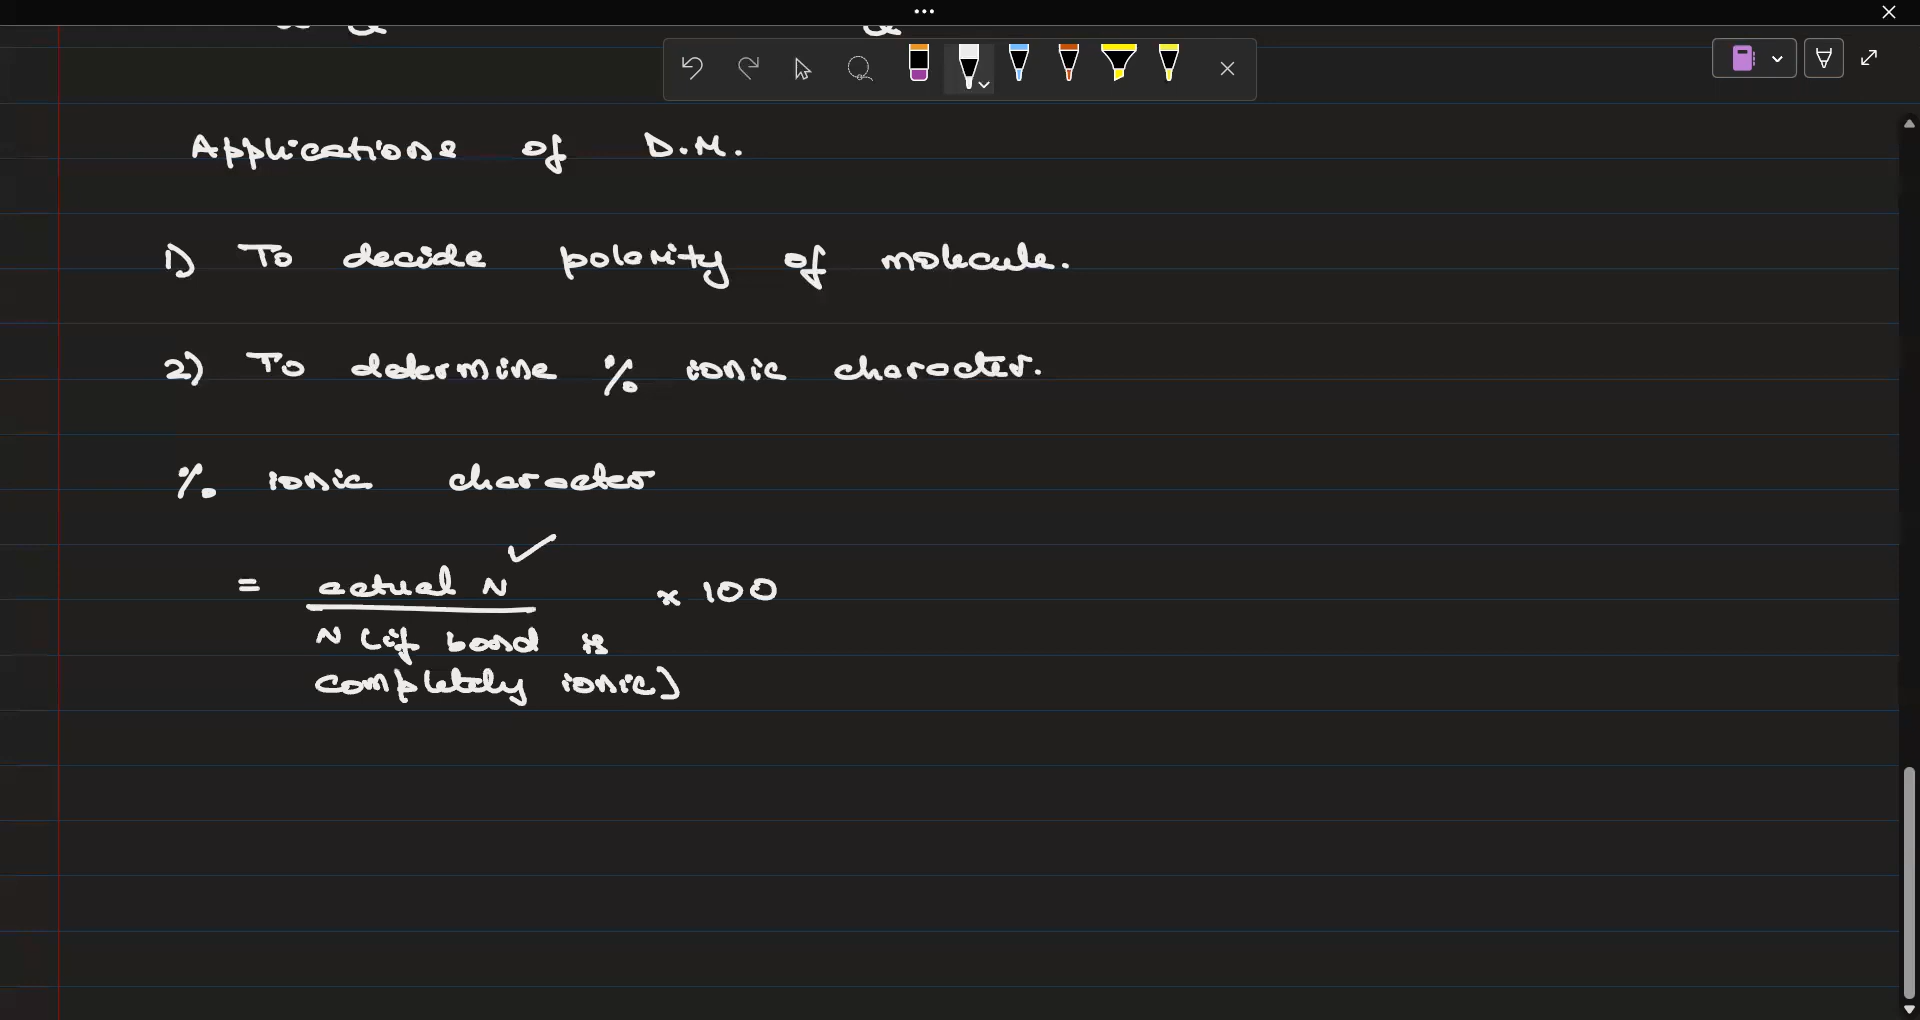 Applications of D.M.
1) To decide polarity of molecule.
2) To determine % ionic character.
% ionic character
= actual μ × 100
μ (if bond is
completely ionic)